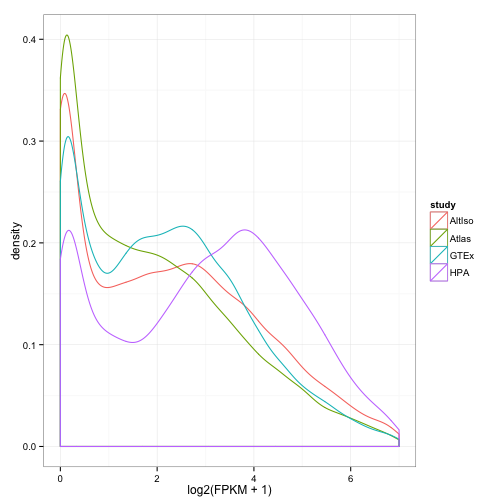 0.4
0.3
0.2
0.1
0.0
density
0 2 4 6
log2(FPKM + 1)
study
AltIso
Atlas
GTEx
HPA